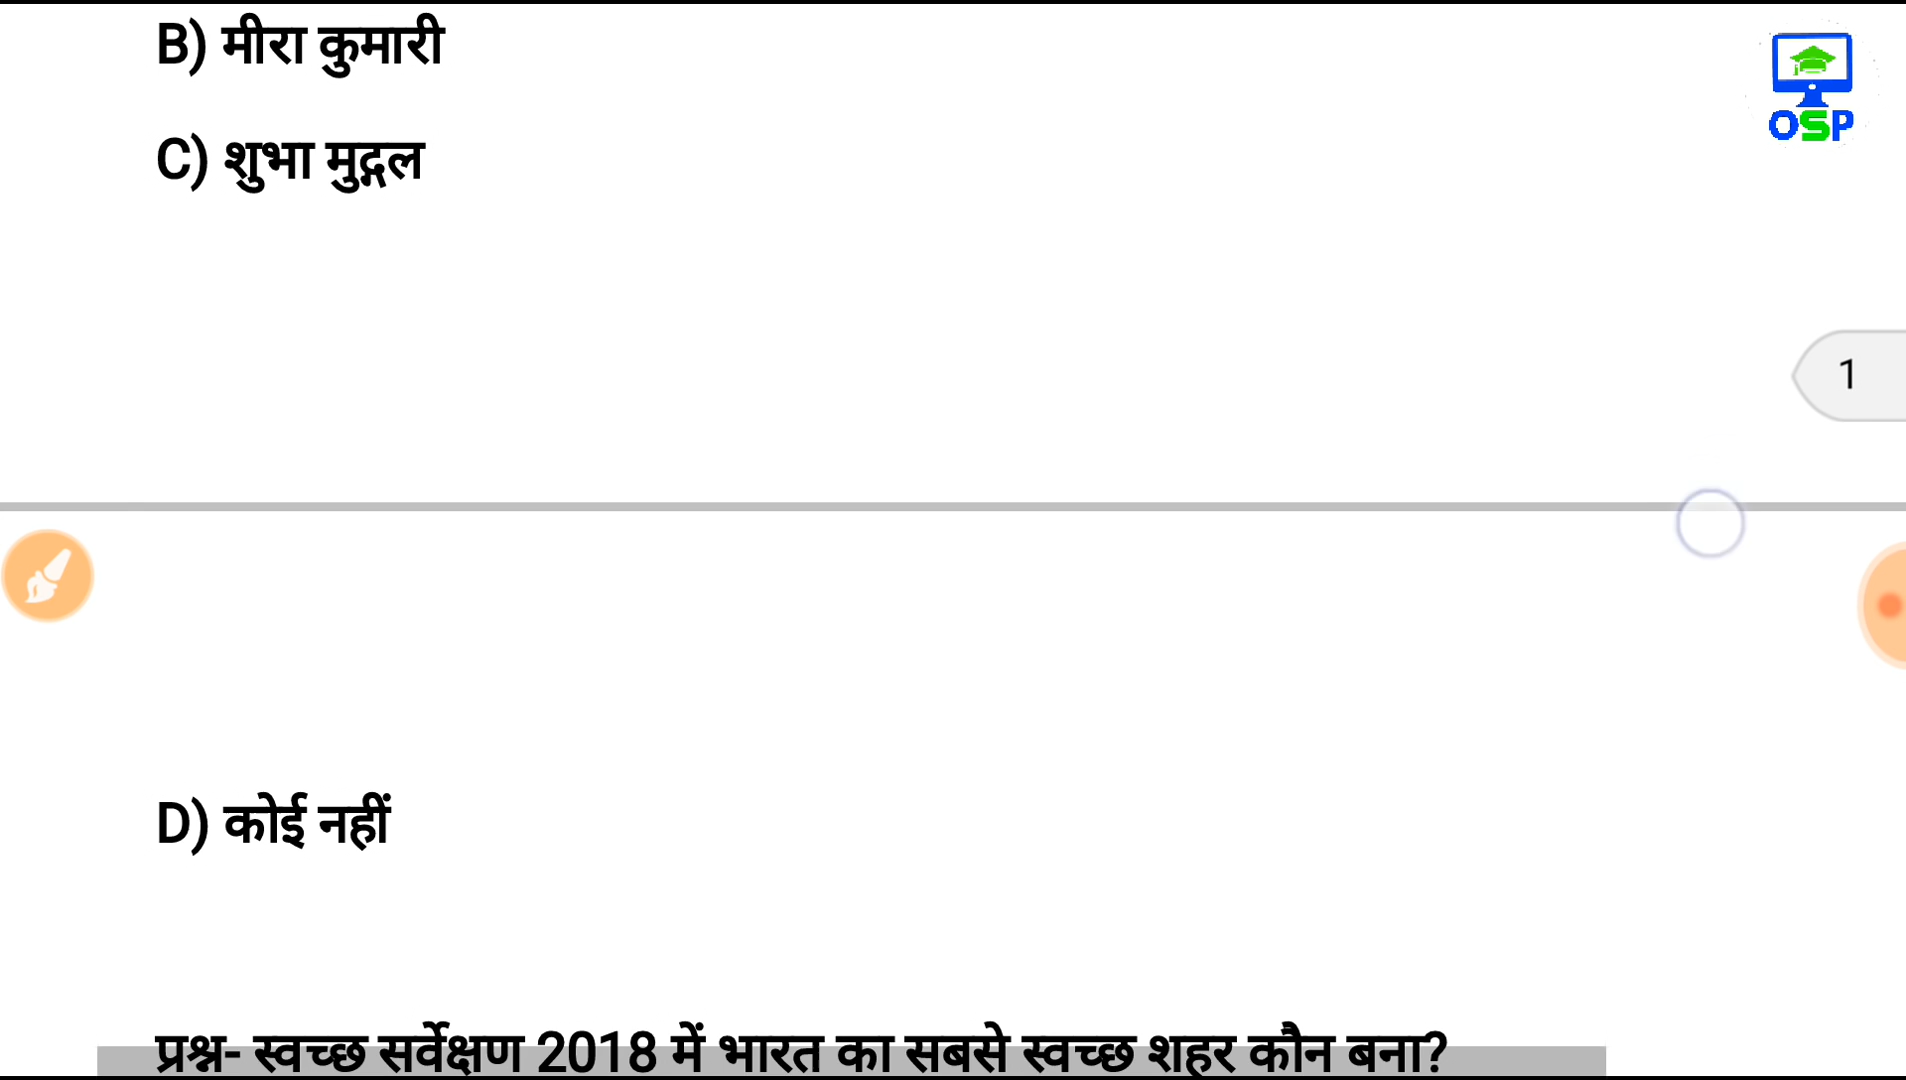 B) मीरा कुमारी
OSP
C) शुभा मुद्गल
1
D) कोई नहीं
प्रश्न- स्वच्छ सर्वेक्षण 2018 में भारत का सबसे स्वच्छ शहर कौन बना?